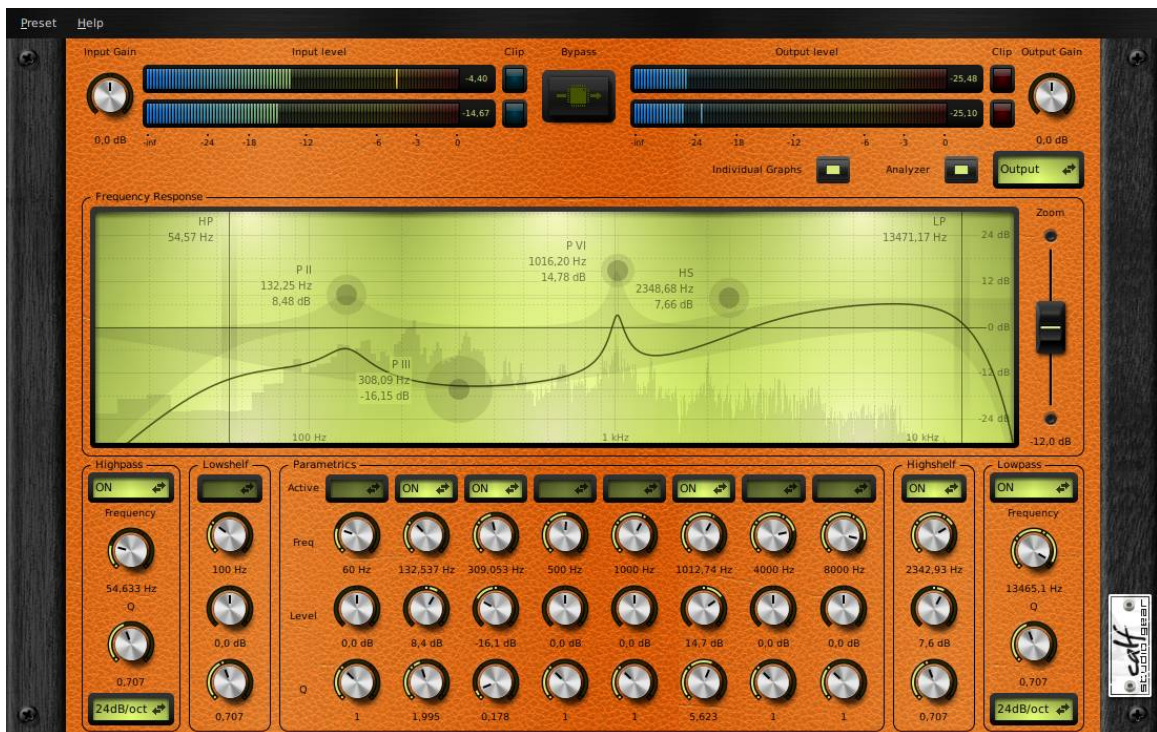 Preset Help
Input Gain Input level Clip Bypass Output level Clip Output Gain
-4,40 -25,48
-14,67 -25,10
0,0 dB -inf -24 -18 -12 -6 -3 0 -inf -24 -18 -12 -6 -3 0 0,0 dB
Individual Graphs Analyzer Output
Frequency Response
Zoom
HP
54,57 Hz
LP
13471,17 Hz
24 dB
P VI
1016,20 Hz
14,78 dB
P II
132,25 Hz
8,48 dB
HS
2348,68 Hz
7,66 dB
12 dB
0 dB
P III
308,09 Hz
-16,15 dB
-12 dB
-24 dB
100 Hz 1 kHz 10 kHz
-12,0 dB
Highpass Lowshelf Parametrics Highshelf Lowpass
ON Active ON ON ON ON ON
Frequency Frequency
Freq
54,633 Hz 100 Hz 60 Hz 132,537 Hz 309,053 Hz 500 Hz 1000 Hz 1012,74 Hz 4000 Hz 8000 Hz 2342,93 Hz 13465,1 Hz
Q Q
Level
0,0 dB 0,0 dB 8,4 dB -16,1 dB 0,0 dB 0,0 dB 14,7 dB 0,0 dB 0,0 dB 7,6 dB
0,707 0,707
Q
24dB/oct 24dB/oct
0,707 1 1,995 0,178 1 1 5,623 1 1 0,707
calf
studio gear